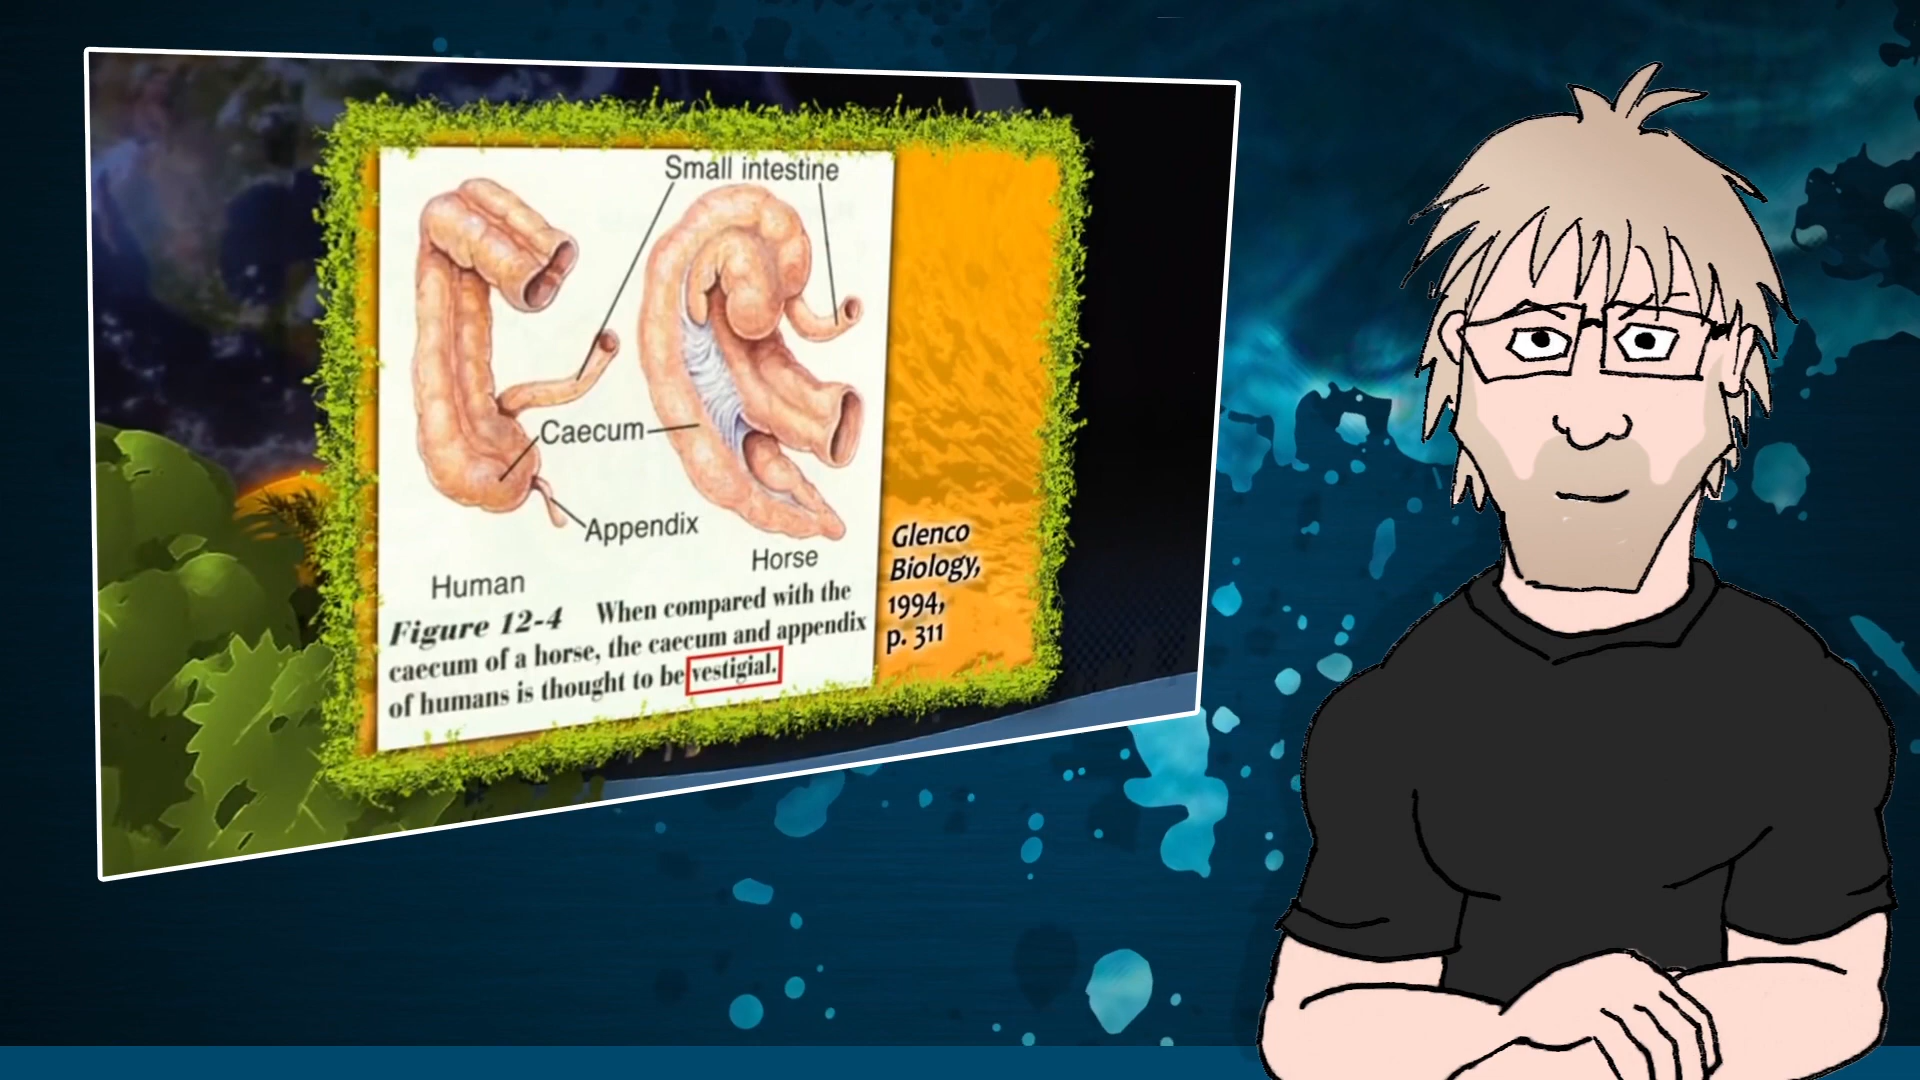 Small intestine
Caecum
Appendix
Horse
Human
Figure 12-4 When compared with the
caecum of a horse, the caecum and appendix
of humans is thought to be vestigial.
Glenco
Biology,
1994,
p. 311